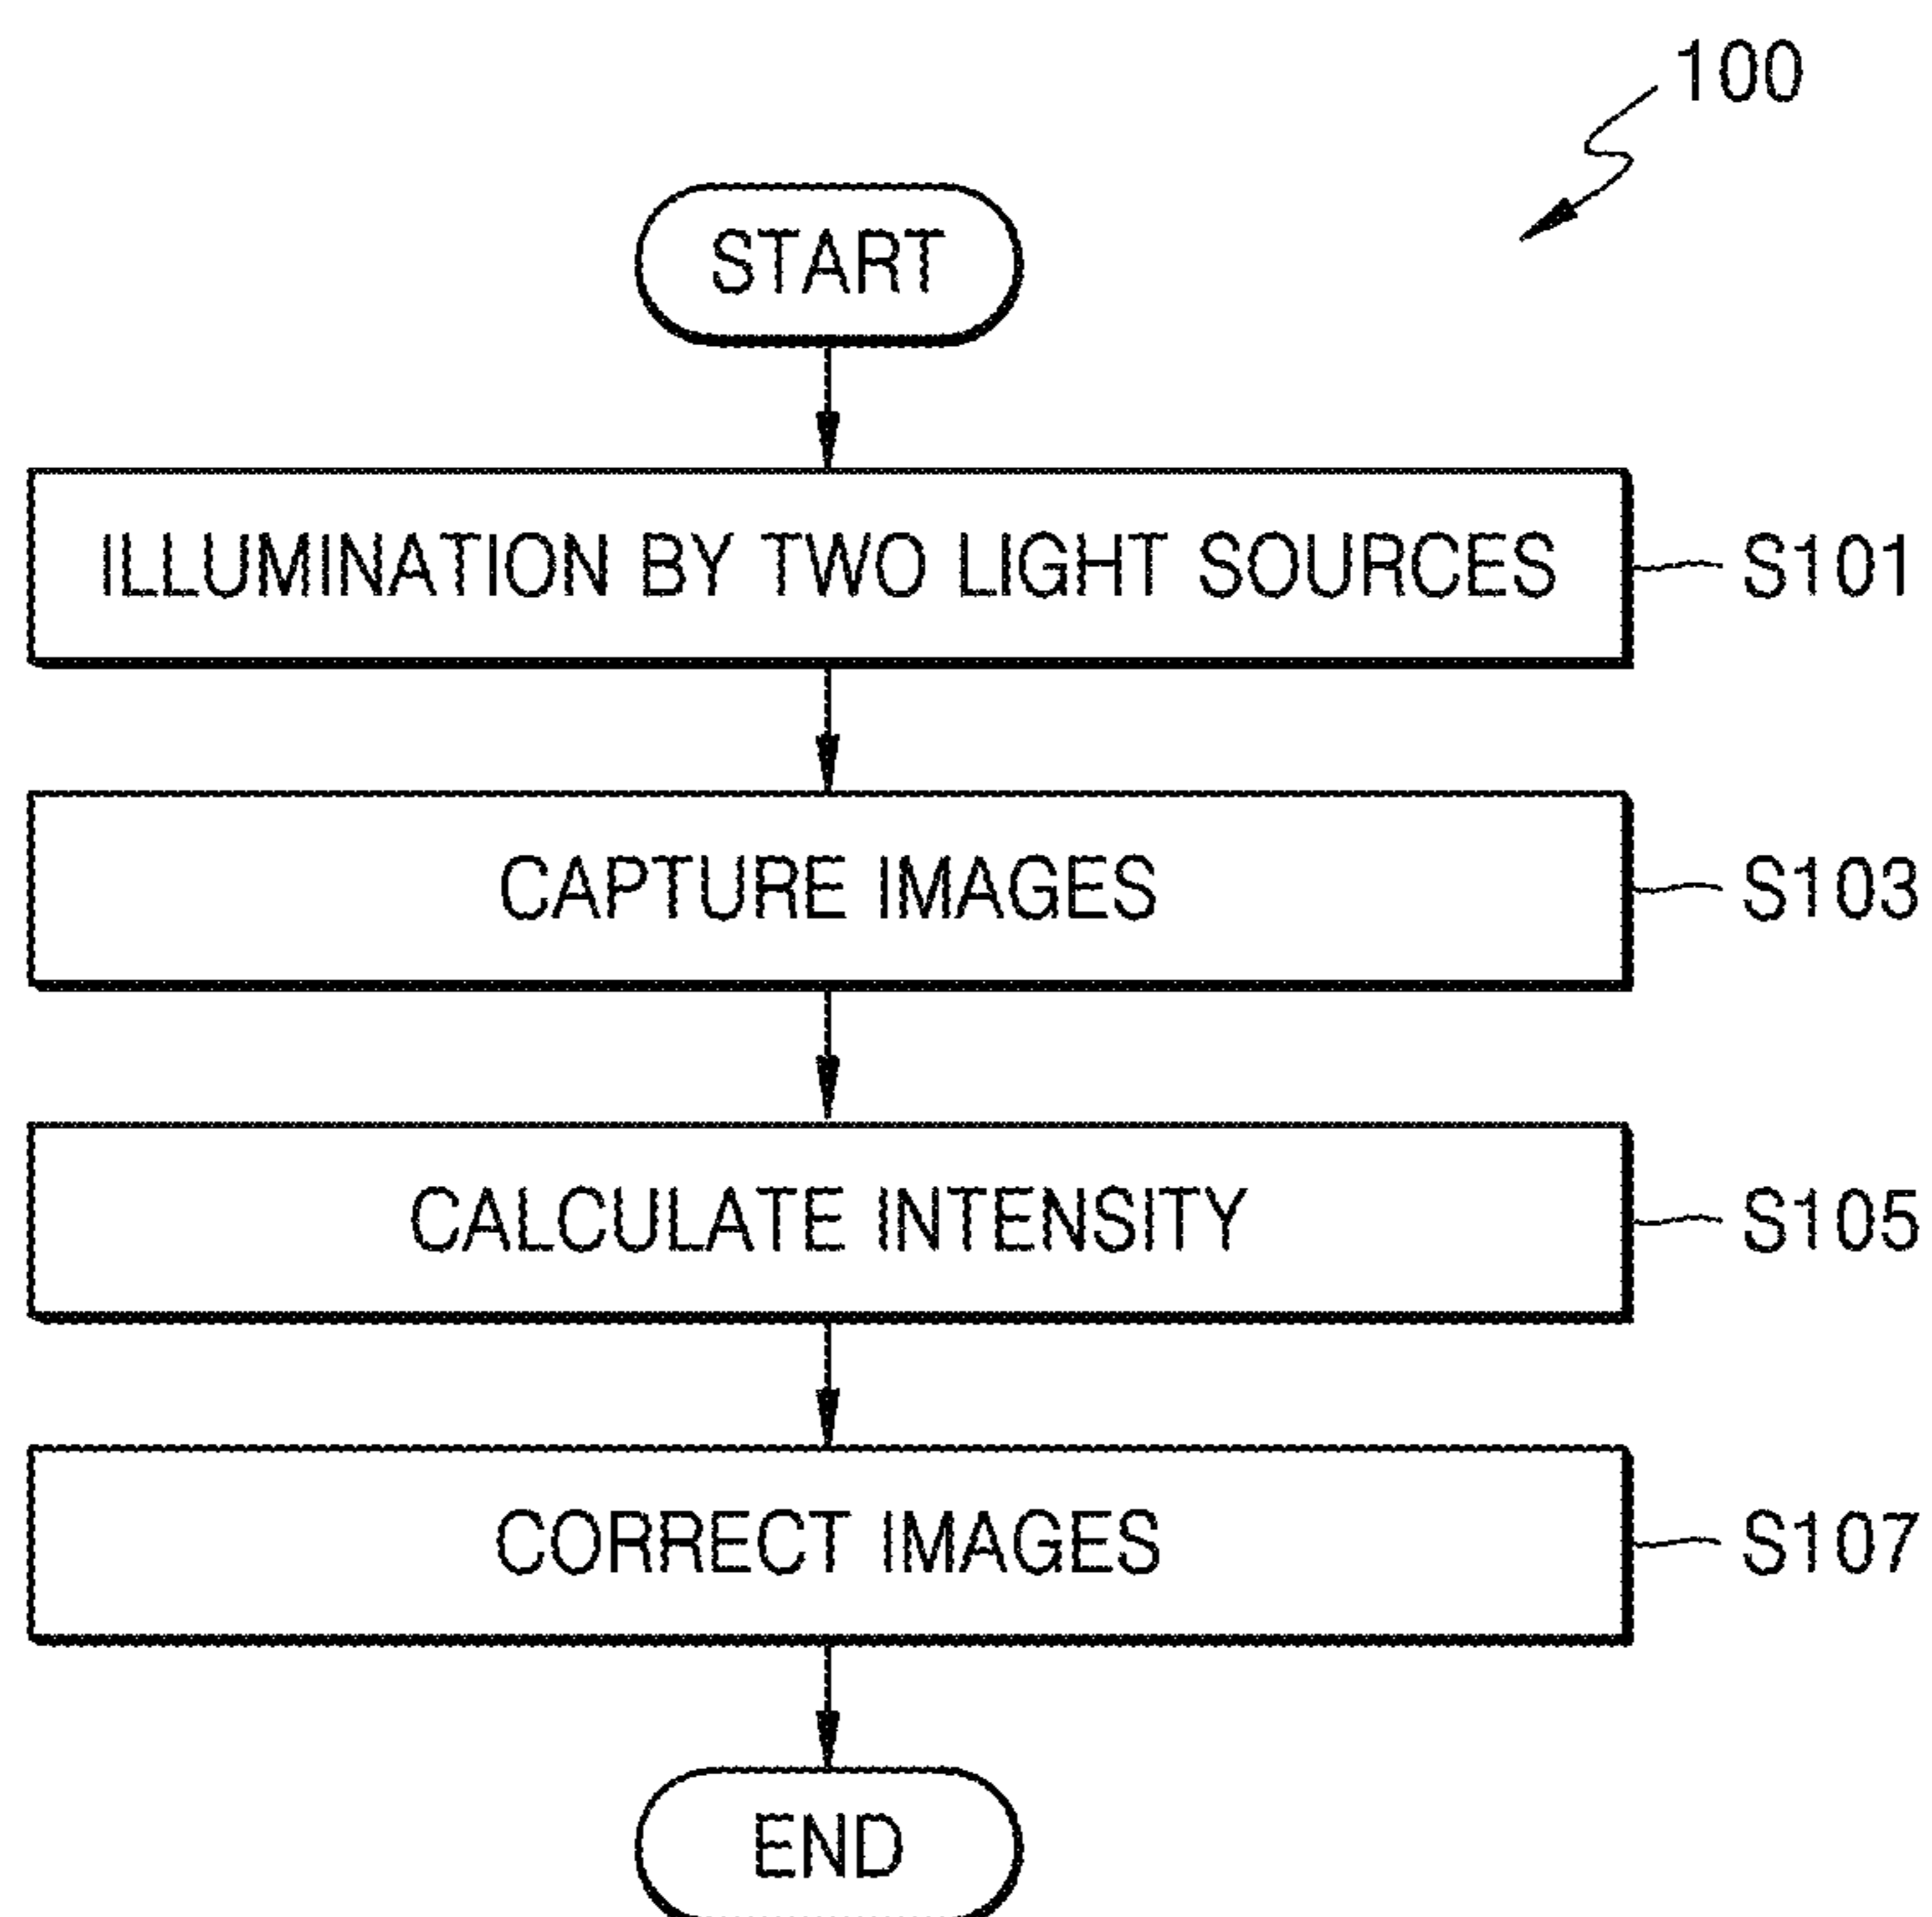 100
START
ILLUMINATION BY TWO LIGHT SOURCES
S101
CAPTURE IMAGES
S103
CALCULATE INTENSITY
S105
CORRECT IMAGES
S107
END